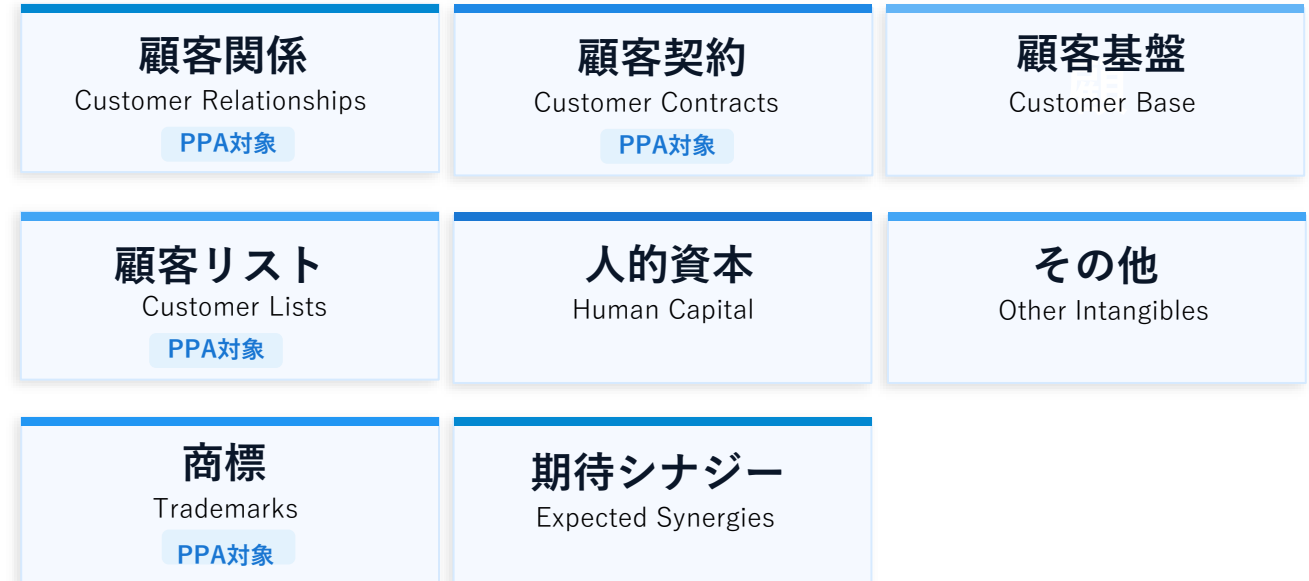 顧客関係
Customer Relationships
PPA対象
顧客契約
Customer Contracts
PPA対象
顧客基盤
Customer Base
顧客リスト
Customer Lists
PPA対象
人的資本
Human Capital
その他
Other Intangibles
商標
Trademarks
PPA対象
期待シナジー
Expected Synergies